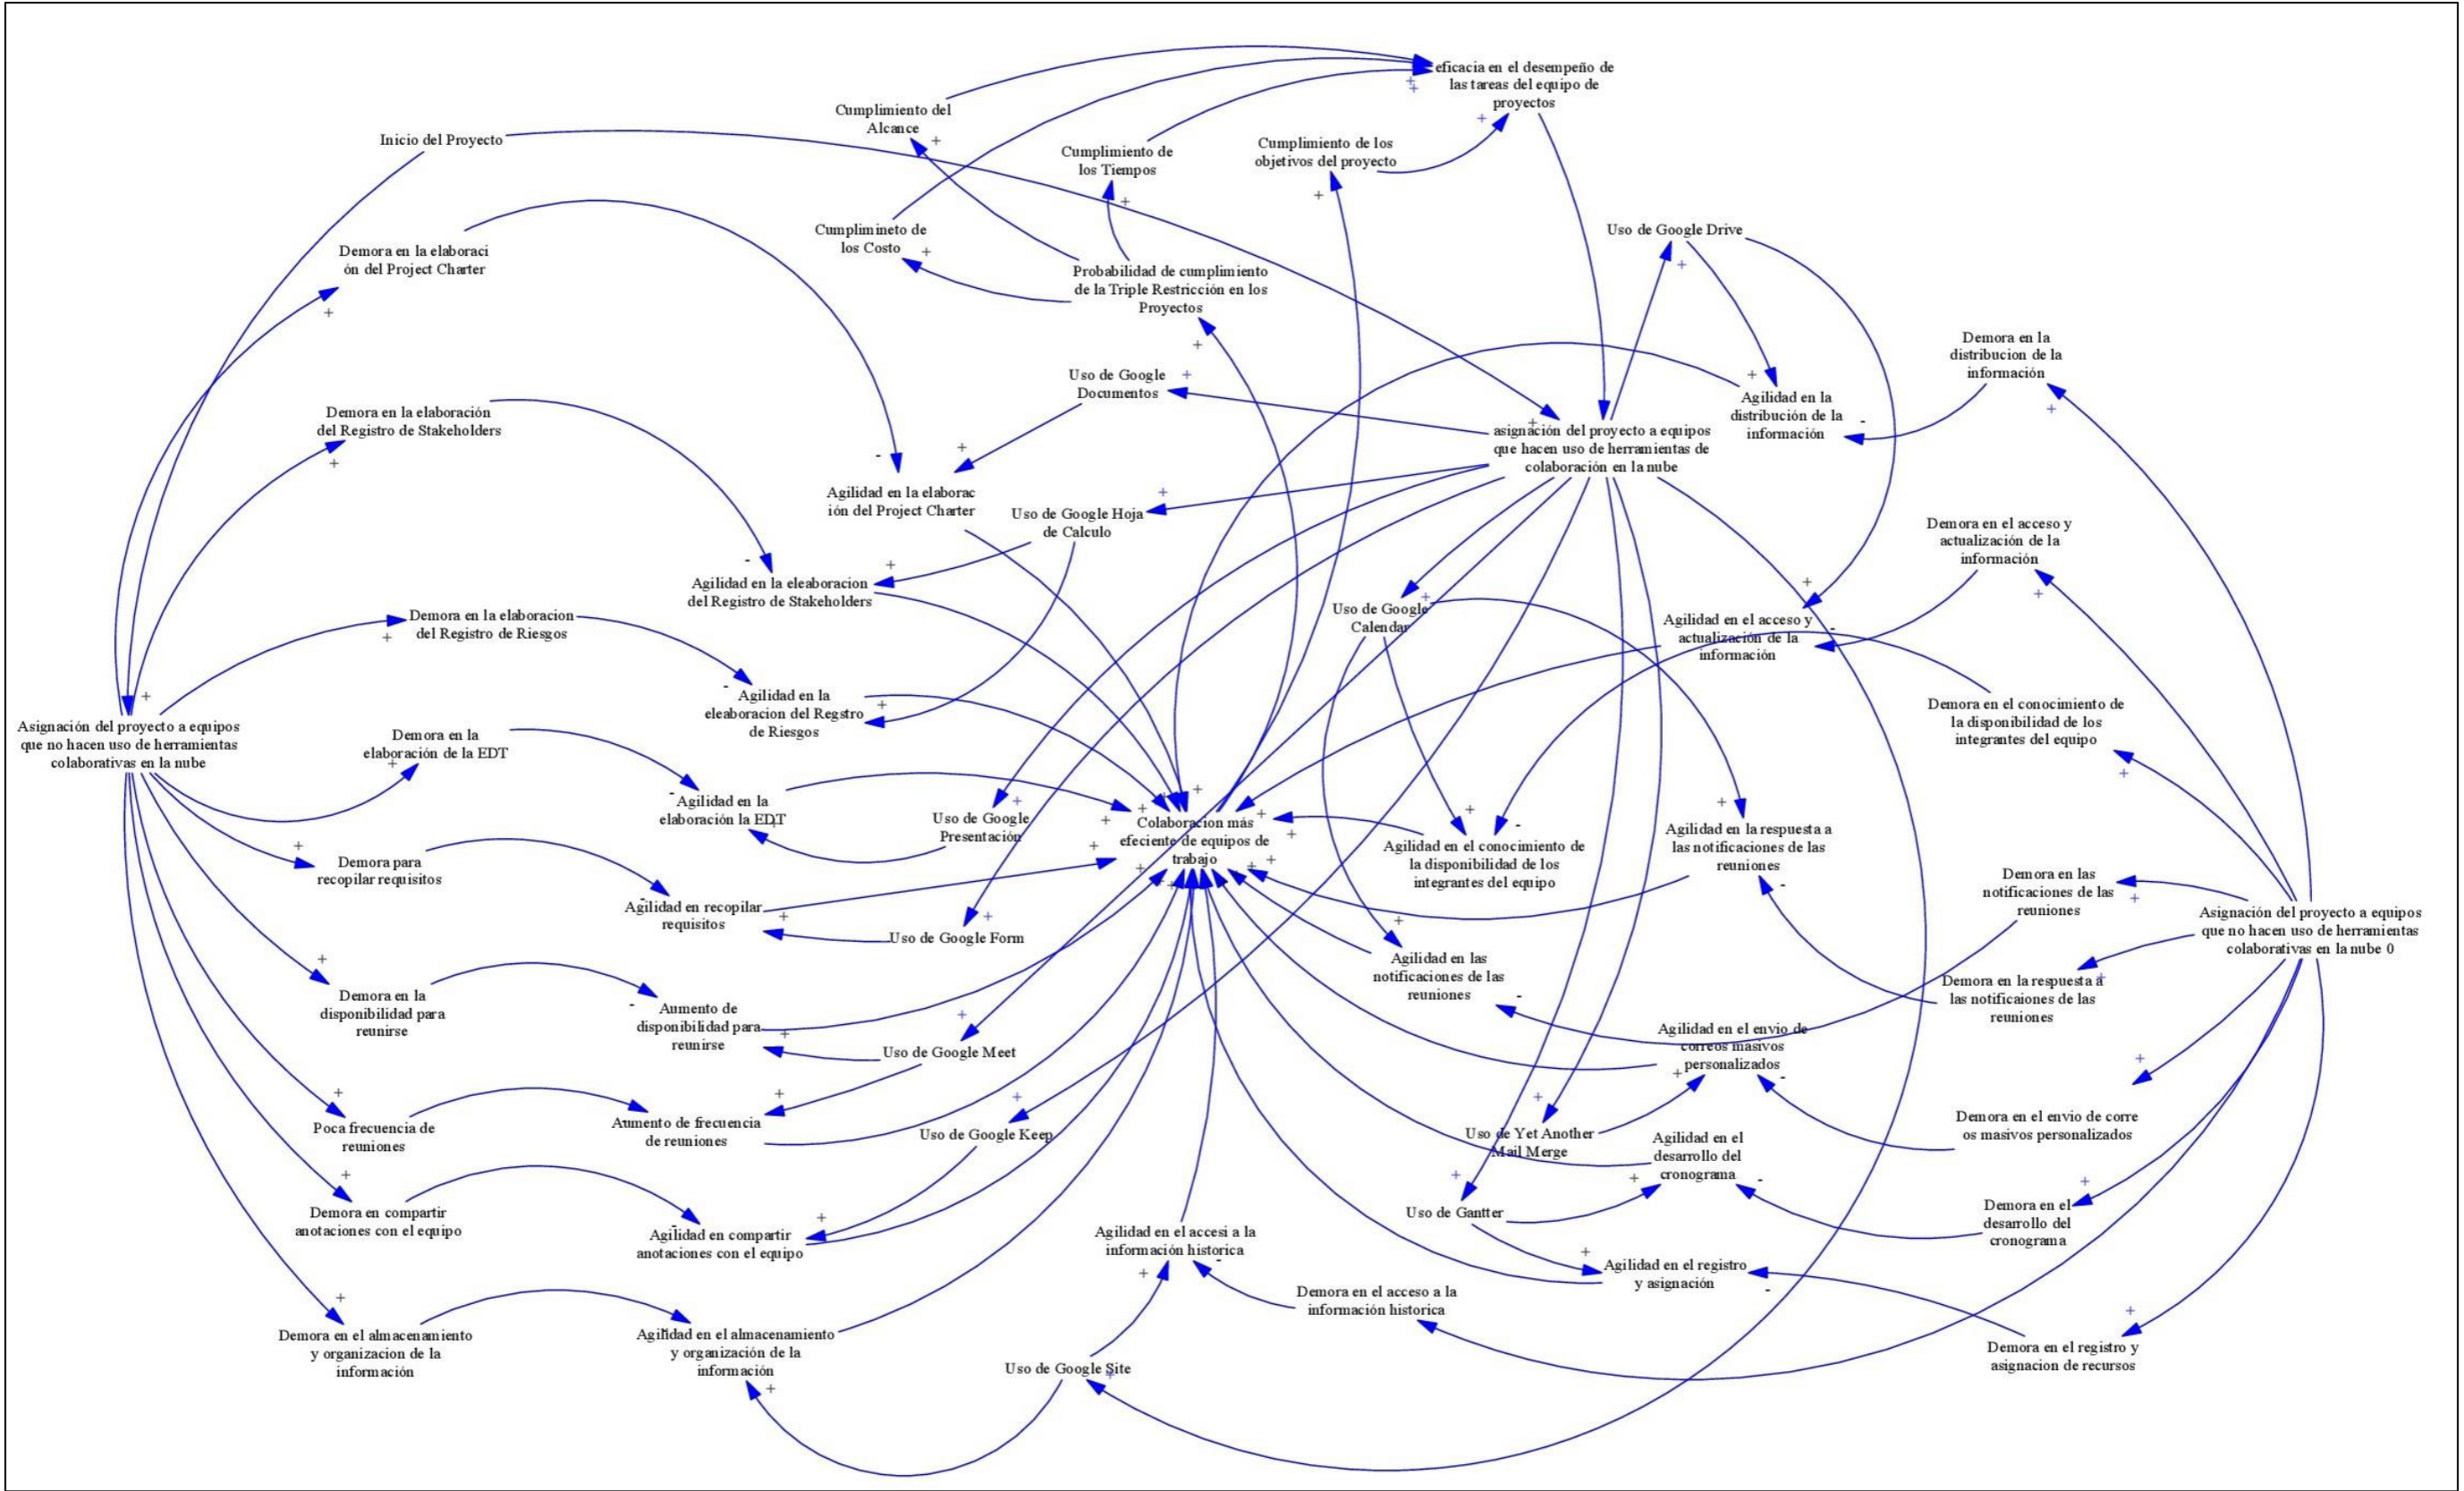 eficacia en el desempeño de
las tareas del equipo de
proyectos
Cumplimiento del
Alcance
Inicio del Proyecto
Cumplimiento de
los Tiempos
Cumplimiento de los
objetivos del proyecto
Cumplimineto de
los Costo
Uso de Google Drive
Demora en la elaboraci
ón del Project Charter
Probabilidad de cumplimiento
de la Triple Restricción en los
Proyectos
Demora en la
distribucion de la
información
Uso de Google
Documentos
Agilidad en la
distribución de la
información
Demora en la elaboración
del Registro de Stakeholders
asignación del proyecto a equipos
que hacen uso de herramientas de
colaboración en la nube
Agilidad en la elaborac
ión del Project Charter
Uso de Google Hoja
de Calculo
Demora en el acceso y
actualización de la
información
Agilidad en la eleaboracion
del Registro de Stakeholders
Demora en la elaboracion
del Registro de Riesgos
Uso de Google
Calendar
Agilidad en el acceso y
actualización de la
información
Agilidad en la
eleaboracion del Regstro
de Riesgos
Demora en el conocimiento de
la disponibilidad de los
integrantes del equipo
Asignación del proyecto a equipos
que no hacen uso de herramientas
colaborativas en la nube
Demora en la
elaboración de la EDT
Agilidad en la
elaboración la EDT
Uso de Google
Presentación
Colaboracion más
efeciente de equipos de
trabajo
Agilidad en el conocimiento de
la disponibilidad de los
integrantes del equipo
Agilidad en la respuesta a
las notificaciones de las
reuniones
Demora para
recopilar requisitos
Demora en las
notificaciones de las
reuniones
Asignación del proyecto a equipos
que no hacen uso de herramientas
colaborativas en la nube 0
Agilidad en recopilar
requisitos
Uso de Google Form
Agilidad en las
notificaciones de las
reuniones
Demora en la respuesta a
las notificaiones de las
reuniones
Demora en la
disponibilidad para
reunirse
Aumento de
disponibilidad para
reunirse
Uso de Google Meet
Agilidad en el envio de
correos masivos
personalizados
Poca frecuencia de
reuniones
Aumento de frecuencia
de reuniones
Uso de Google Keep
Uso de Yet Another
Mail Merge
Agilidad en el
desarrollo del
cronograma
Demora en el envio de corre
os masivos personalizados
Demora en compartir
anotaciones con el equipo
Agilidad en compartir
anotaciones con el equipo
Agilidad en el accesi a la
información historica
Uso de Gantter
Demora en el
desarrollo del
cronograma
Agilidad en el registro
y asignación
Demora en el acceso a la
información historica
Demora en el almacenamiento
y organizacion de la
información
Agilidad en el almacenamiento
y organización de la
información
Uso de Google Site
Demora en el registro y
asignacion de recursos